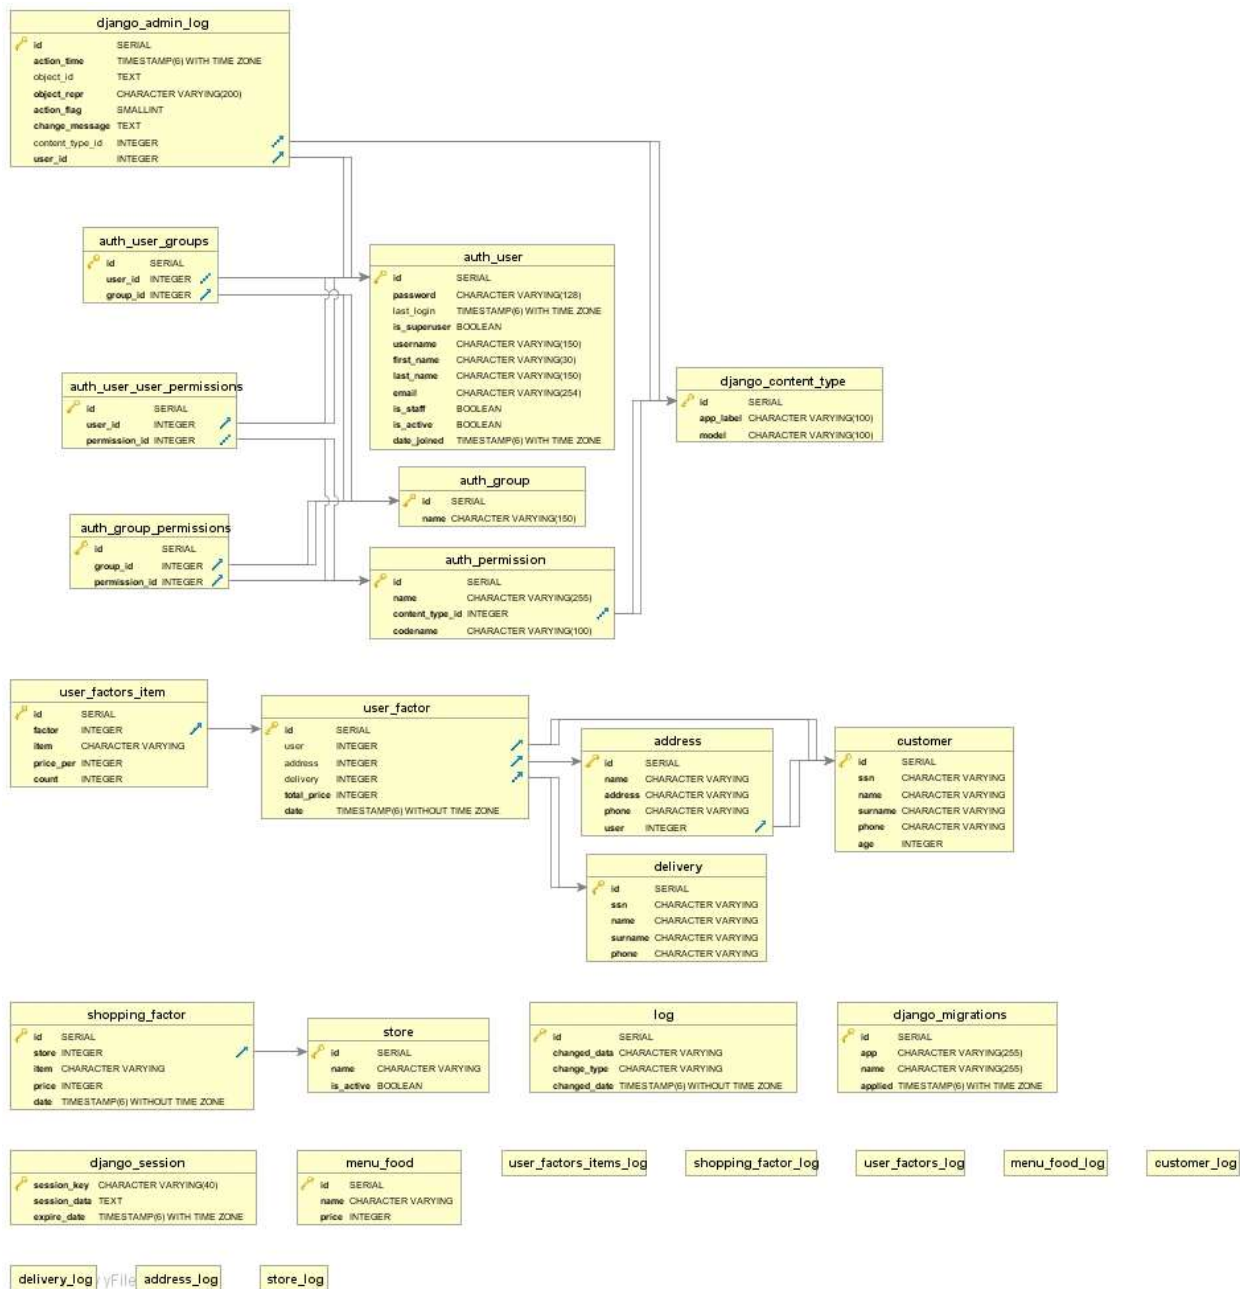 django_admin_log
id SERIAL
action_time TIMESTAMP(6) WITH TIME ZONE
object_id TEXT
object_repr CHARACTER VARYING(200)
action_flag SMALLINT
change_message TEXT
content_type_id INTEGER
user_id INTEGER
auth_user_groups
id SERIAL
user_id INTEGER
group_id INTEGER
auth_user
id SERIAL
password CHARACTER VARYING(128)
last_login TIMESTAMP(6) WITH TIME ZONE
is_superuser BOOLEAN
username CHARACTER VARYING(150)
first_name CHARACTER VARYING(30)
last_name CHARACTER VARYING(150)
email CHARACTER VARYING(254)
is_staff BOOLEAN
is_active BOOLEAN
date_joined TIMESTAMP(6) WITH TIME ZONE
auth_user_user_permissions
id SERIAL
user_id INTEGER
permission_id INTEGER
django_content_type
id SERIAL
app_label CHARACTER VARYING(100)
model CHARACTER VARYING(100)
auth_group
id SERIAL
name CHARACTER VARYING(150)
auth_group_permissions
id SERIAL
group_id INTEGER
permission_id INTEGER
auth_permission
id SERIAL
name CHARACTER VARYING(255)
content_type_id INTEGER
codename CHARACTER VARYING(100)
user_factors_item
id SERIAL
factor INTEGER
item CHARACTER VARYING
price_per INTEGER
count INTEGER
user_factor
id SERIAL
user INTEGER
address INTEGER
delivery INTEGER
total_price INTEGER
date TIMESTAMP(6) WITHOUT TIME ZONE
address
id SERIAL
name CHARACTER VARYING
address CHARACTER VARYING
phone CHARACTER VARYING
user INTEGER
customer
id SERIAL
ssn CHARACTER VARYING
name CHARACTER VARYING
surname CHARACTER VARYING
phone CHARACTER VARYING
age INTEGER
delivery
id SERIAL
ssn CHARACTER VARYING
name CHARACTER VARYING
surname CHARACTER VARYING
phone CHARACTER VARYING
shopping_factor
id SERIAL
store INTEGER
item CHARACTER VARYING
price INTEGER
date TIMESTAMP(6) WITHOUT TIME ZONE
store
id SERIAL
name CHARACTER VARYING
is_active BOOLEAN
log
id SERIAL
changed_data CHARACTER VARYING
change_type CHARACTER VARYING
changed_date TIMESTAMP(6) WITHOUT TIME ZONE
django_migrations
id SERIAL
app CHARACTER VARYING(255)
name CHARACTER VARYING(255)
applied TIMESTAMP(6) WITH TIME ZONE
django_session
session_key CHARACTER VARYING(40)
session_data TEXT
expire_date TIMESTAMP(6) WITH TIME ZONE
menu_food
id SERIAL
name CHARACTER VARYING
price INTEGER
user_factors_items_log
shopping_factor_log
user_factors_log
menu_food_log
customer_log
delivery_log
address_log
store_log